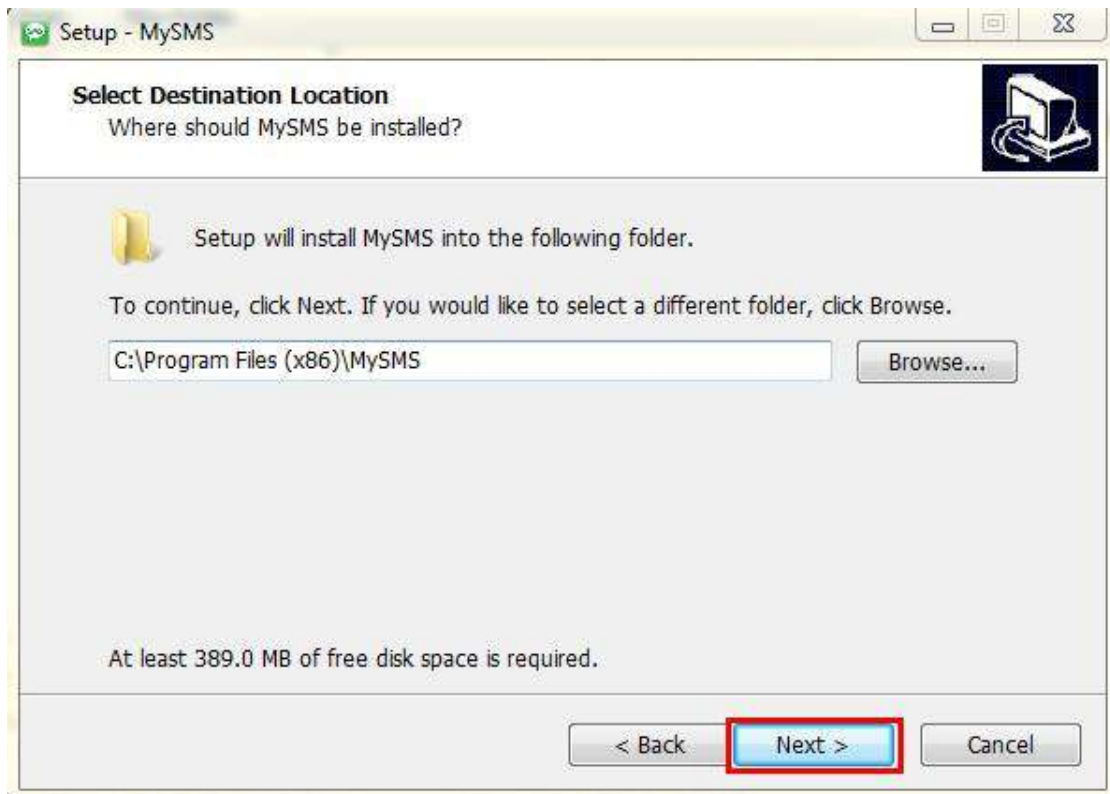 Setup - MySMS
Select Destination Location
Where should MySMS be installed?
Setup will install MySMS into the following folder.
To continue, click Next. If you would like to select a different folder, click Browse.
C:\Program Files (x86)\MySMS
Browse...
At least 389.0 MB of free disk space is required.
< Back
Next >
Cancel